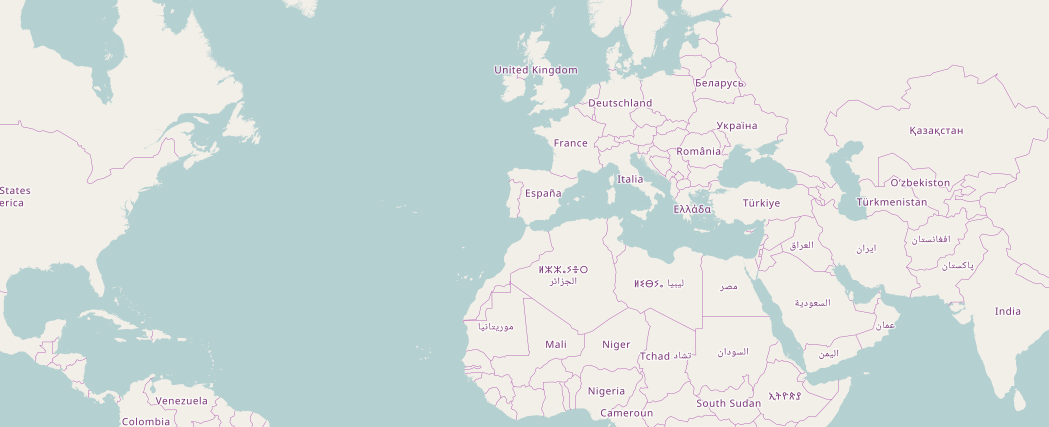 United Kingdom
Беларусь
Deutschland
Україна
Қазақстан
France
România
Italia
O'zbekiston
States
erica
España
Türkiye
Türkmenistan
Ελλάδα
افغانستان
العراق
ایران
پاکستان
ⵍⵣⵣⴰⵢⴻⵔ
الجزائر
ⵍⵉⴱⵢⴰ ليبيا
مصر
السعودية
India
موريتانيا
عمان
Mali
Niger
Tchad تشاد
السودان
اليمن
Nigeria
ኢትዮጵያ
Venezuela
South Sudan
Cameroun
Colombia